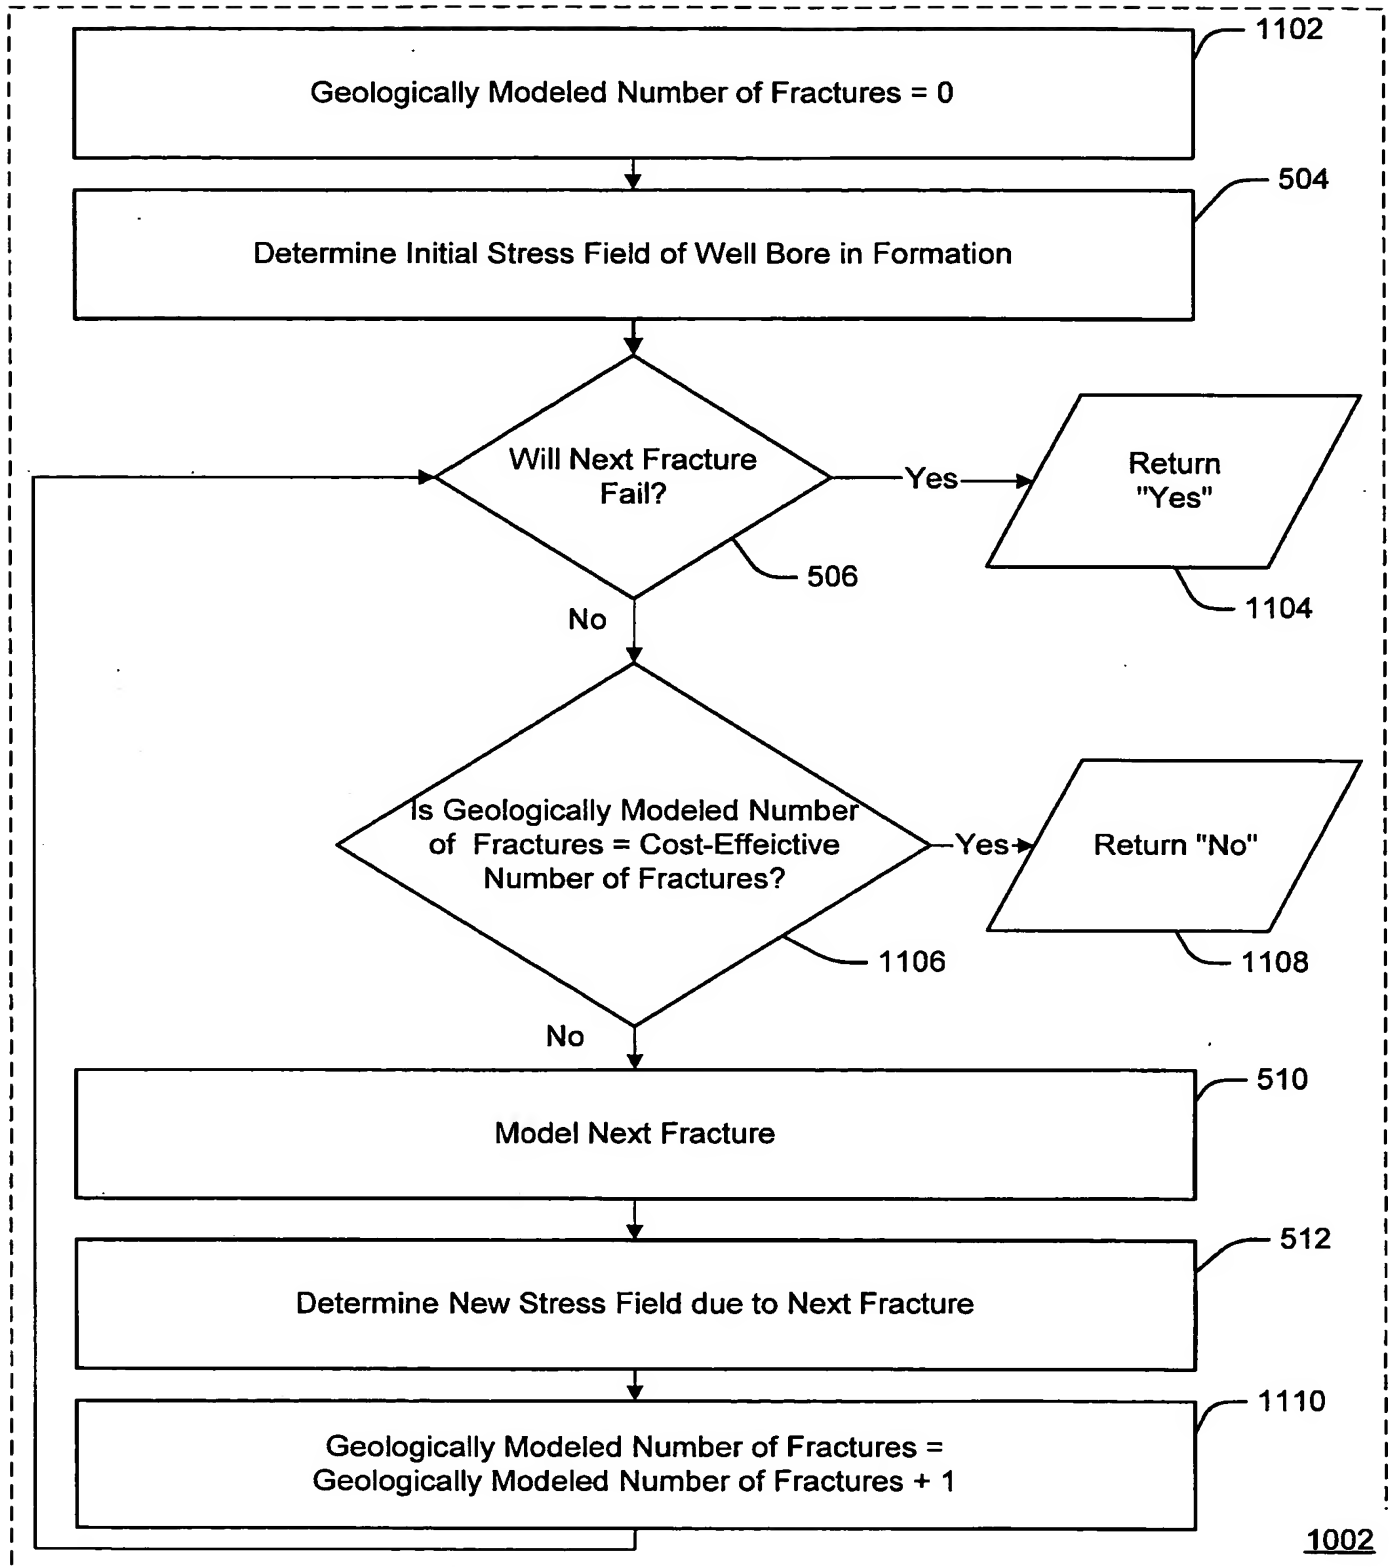 1102
Geologically Modeled Number of Fractures = 0
504
Determine Initial Stress Field of Well Bore in Formation
Will Next Fracture
Fail?
Yes
Return
"Yes"
506
1104
No
Is Geologically Modeled Number
of Fractures = Cost-Effeictive
Number of Fractures?
Yes
Return "No"
1106
1108
No
510
Model Next Fracture
512
Determine New Stress Field due to Next Fracture
1110
Geologically Modeled Number of Fractures =
Geologically Modeled Number of Fractures + 1
1002